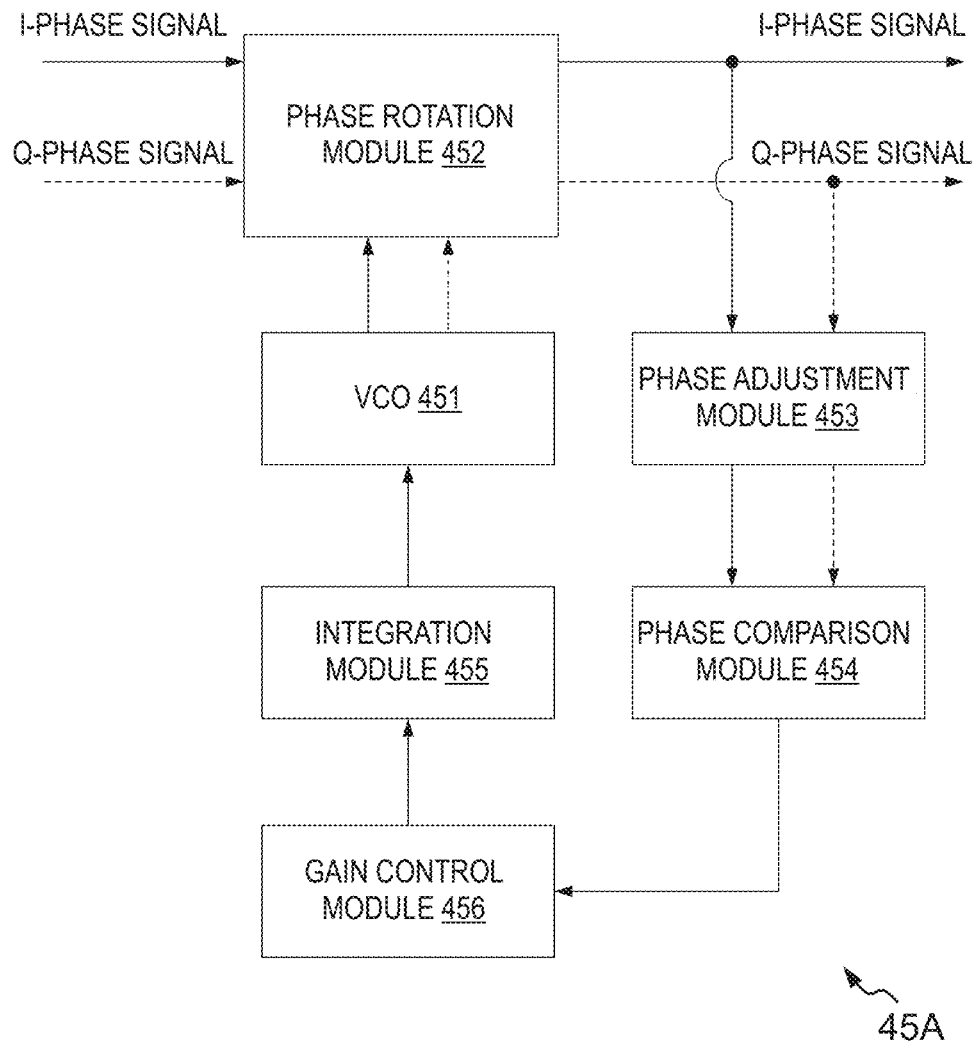 I-PHASE SIGNAL
I-PHASE SIGNAL
PHASE ROTATION
MODULE 452
Q-PHASE SIGNAL
Q-PHASE SIGNAL
VCO 451
PHASE ADJUSTMENT
MODULE 453
INTEGRATION
MODULE 455
PHASE COMPARISON
MODULE 454
GAIN CONTROL
MODULE 456
45A